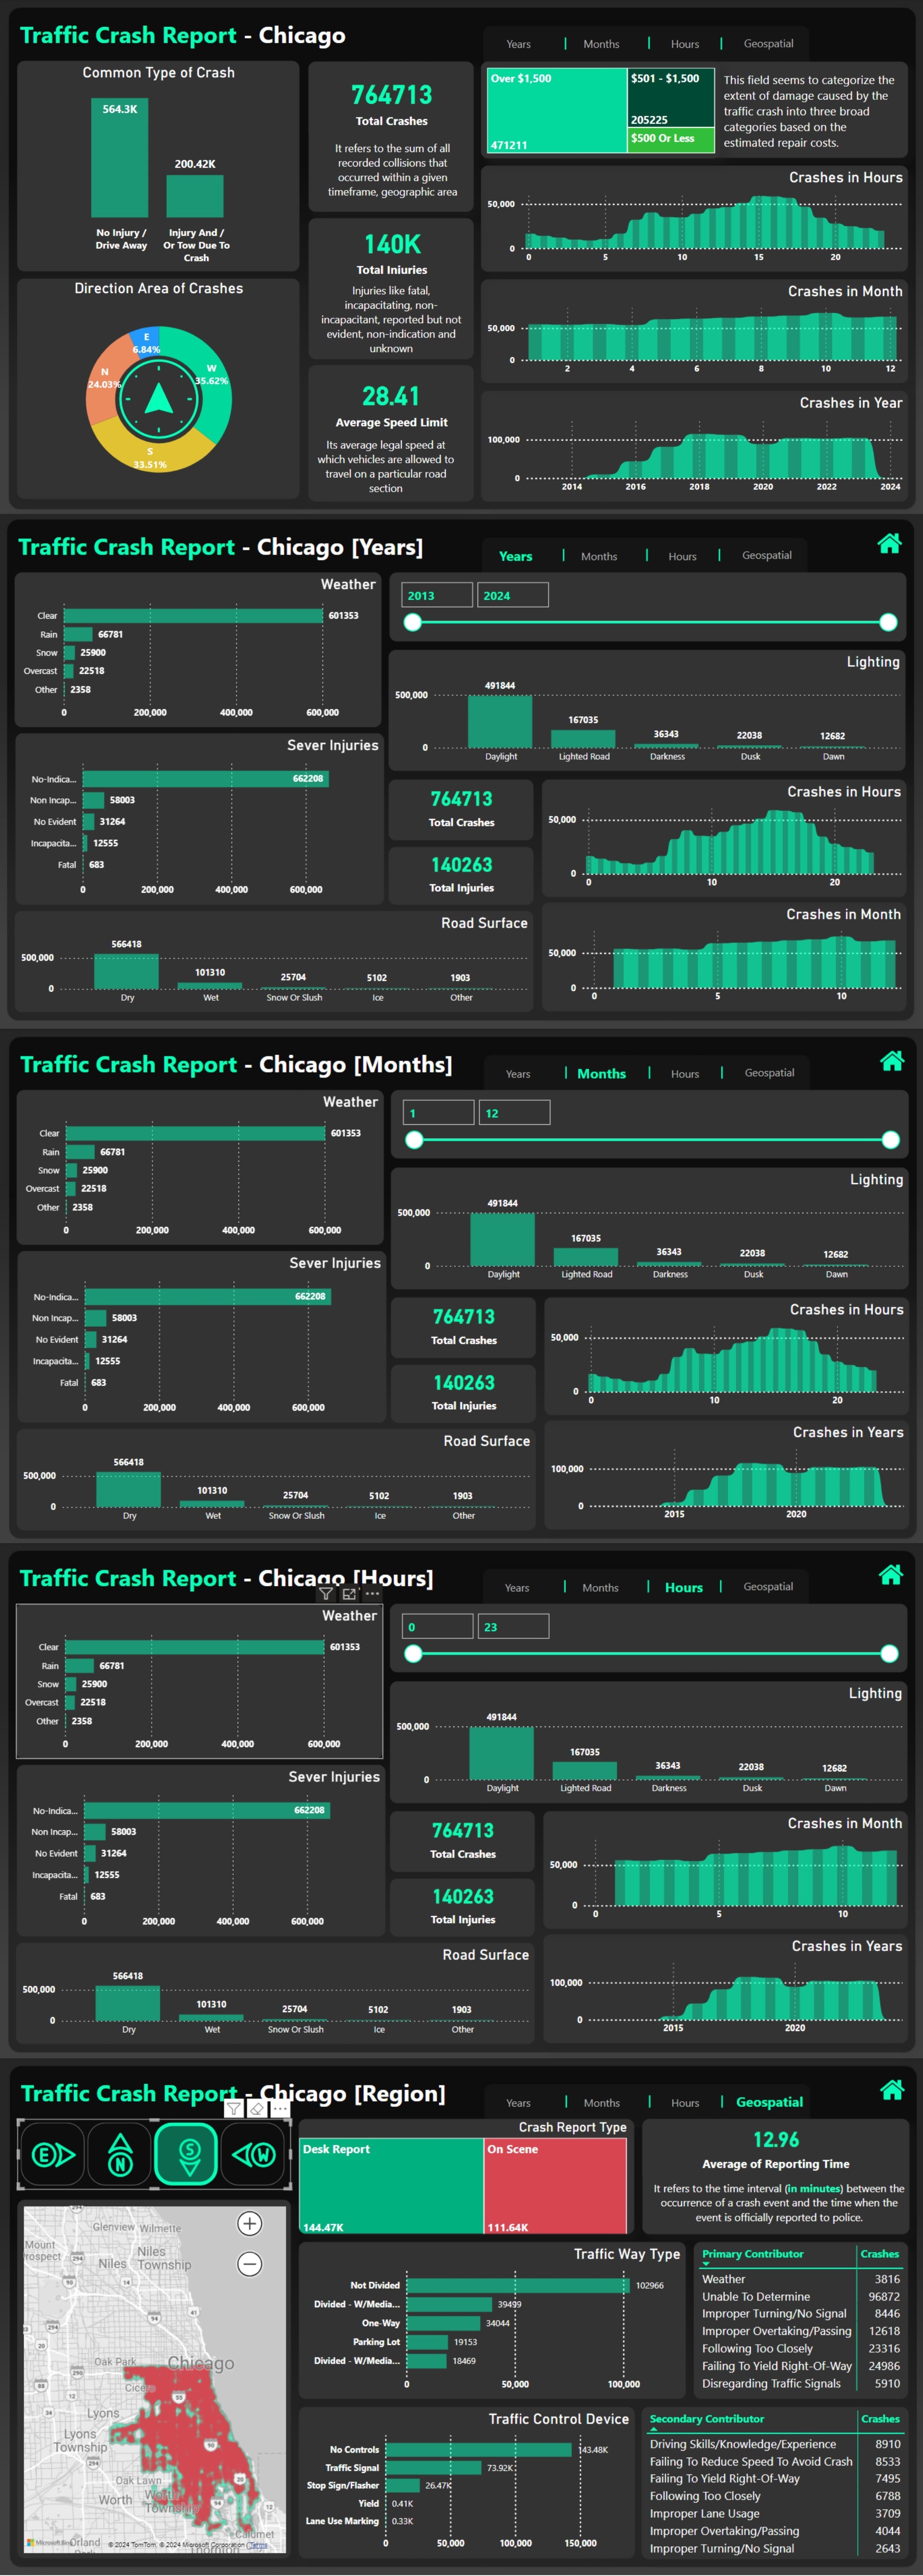 Traffic Crash Report - Chicago
Years | Months | Hours | Geospatial
Common Type of Crash
564.3K
200.42K
No Injury /
Drive Away
Injury And /
Or Tow Due To
Crash
764713
Total Crashes
It refers to the sum of all
recorded collisions that
occurred within a given
timeframe, geographic area
Over $1,500
471211
$501 - $1,500
205225
$500 Or Less
This field seems to categorize the
extent of damage caused by the
traffic crash into three broad
categories based on the
estimated repair costs.
Crashes in Hours
50,000
0
0 5 10 15 20
140K
Total Iniuries
Injuries like fatal,
incapacitating, non-
incapacitant, reported but not
evident, non-indication and
unknown
Direction Area of Crashes
E
6.84%
N
24.03%
W
35.62%
S
33.51%
Crashes in Month
50,000
0
2 4 6 8 10 12
28.41
Average Speed Limit
Its average legal speed at
which vehicles are allowed to
travel on a particular road
section
Crashes in Year
100,000
0
2014 2016 2018 2020 2022 2024
Traffic Crash Report - Chicago [Years]
Years | Months | Hours | Geospatial
Weather
Clear 601353
Rain 66781
Snow 25900
Overcast 22518
Other 2358
0 200,000 400,000 600,000
2013 2024
Lighting
500,000
0
491844
167035
36343
22038
12682
Daylight Lighted Road Darkness Dusk Dawn
Sever Injuries
No-Indica... 662208
Non Incap... 58003
No Evident 31264
Incapacita... 12555
Fatal 683
0 200,000 400,000 600,000
764713
Total Crashes
140263
Total Injuries
Crashes in Hours
50,000
0
0 10 20
Road Surface
500,000
0
566418
101310
25704
5102
1903
Dry Wet Snow Or Slush Ice Other
Crashes in Month
50,000
0
0 5 10
Traffic Crash Report - Chicago [Months]
Years | Months | Hours | Geospatial
Weather
Clear 601353
Rain 66781
Snow 25900
Overcast 22518
Other 2358
0 200,000 400,000 600,000
1 12
Lighting
500,000
0
491844
167035
36343
22038
12682
Daylight Lighted Road Darkness Dusk Dawn
Sever Injuries
No-Indica... 662208
Non Incap... 58003
No Evident 31264
Incapacita... 12555
Fatal 683
0 200,000 400,000 600,000
764713
Total Crashes
140263
Total Injuries
Crashes in Hours
50,000
0
0 10 20
Road Surface
500,000
0
566418
101310
25704
5102
1903
Dry Wet Snow Or Slush Ice Other
Crashes in Years
100,000
0
2015 2020
Traffic Crash Report - Chicago [Hours]
Years | Months | Hours | Geospatial
Weather
Clear 601353
Rain 66781
Snow 25900
Overcast 22518
Other 2358
0 200,000 400,000 600,000
0 23
Lighting
500,000
0
491844
167035
36343
22038
12682
Daylight Lighted Road Darkness Dusk Dawn
Sever Injuries
No-Indica... 662208
Non Incap... 58003
No Evident 31264
Incapacita... 12555
Fatal 683
0 200,000 400,000 600,000
764713
Total Crashes
140263
Total Injuries
Crashes in Month
50,000
0
0 5 10
Road Surface
500,000
0
566418
101310
25704
5102
1903
Dry Wet Snow Or Slush Ice Other
Crashes in Years
100,000
0
2015 2020
Traffic Crash Report - Chicago [Region]
Years | Months | Hours | Geospatial
E N S W
Crash Report Type
Desk Report
144.47K
On Scene
111.64K
12.96
Average of Reporting Time
It refers to the time interval (in minutes) between the
occurrence of a crash event and the time when the
event is officially reported to police.
Glenview Wilmette
Mount
Prospect
Niles
Niles
Township
Oak Park
Chicago
Cicero
Lyons
Lyons
Township
Oak Lawn
Worth
Worth
Township
Orland
Calumet
Thornton
© 2024 TomTom, © 2024 Microsoft Corporation Terms
Traffic Way Type
Not Divided 102966
Divided - W/Media... 39499
One-Way 34044
Parking Lot 19153
Divided - W/Media... 18469
0 50,000 100,000
Primary Contributor Crashes
Weather 3816
Unable To Determine 96872
Improper Turning/No Signal 8446
Improper Overtaking/Passing 12618
Following Too Closely 23316
Failing To Yield Right-Of-Way 24986
Disregarding Traffic Signals 5910
Traffic Control Device
No Controls 143.48K
Traffic Signal 73.92K
Stop Sign/Flasher 26.47K
Yield 0.41K
Lane Use Marking 0.33K
0 50,000 100,000 150,000
Secondary Contributor Crashes
Driving Skills/Knowledge/Experience 8910
Failing To Reduce Speed To Avoid Crash 8533
Failing To Yield Right-Of-Way 7495
Following Too Closely 6788
Improper Lane Usage 3709
Improper Overtaking/Passing 4044
Improper Turning/No Signal 2643